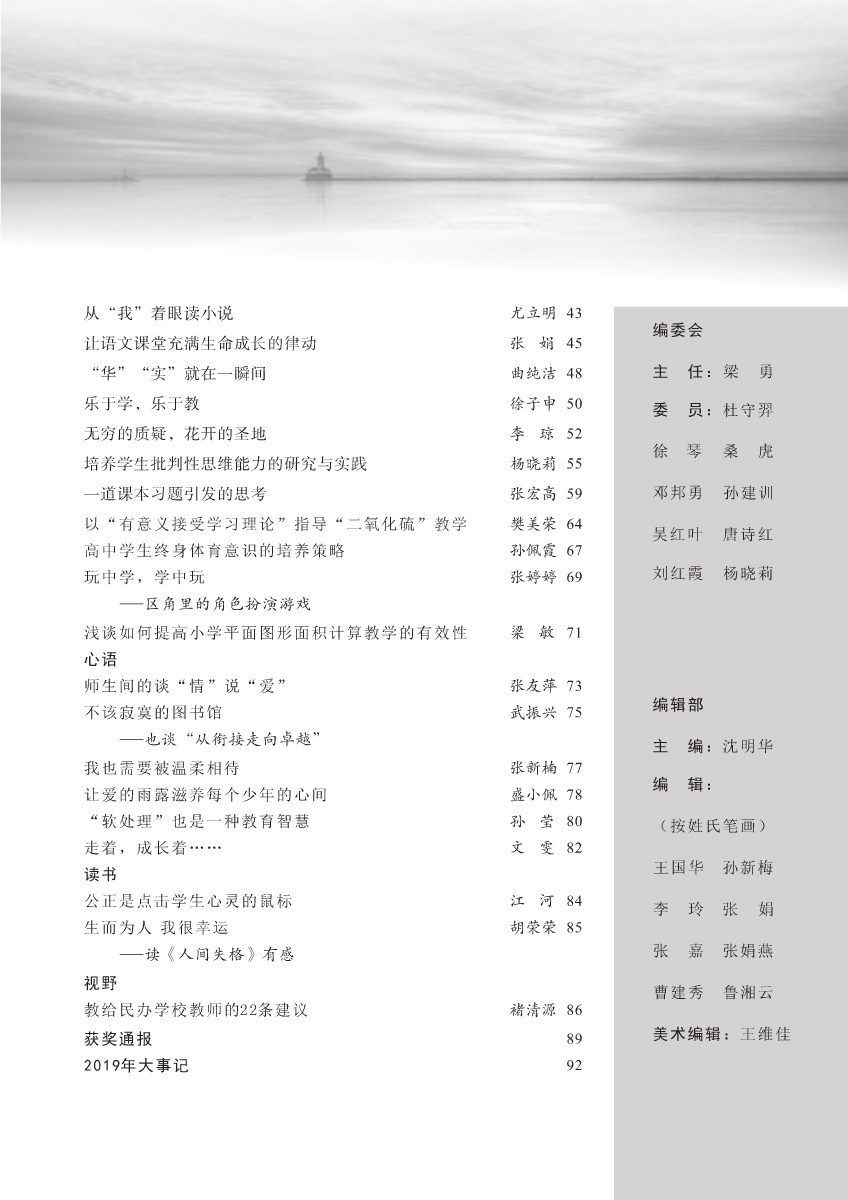 从“我”着眼读小说 尤立明 43
让语文课堂充满生命成长的律动 张 娟 45
“华”“实”就在一瞬间 曲纯洁 48
乐于学，乐于教 徐子申 50
无穷的质疑，花开的圣地 李 琼 52
培养学生批判性思维能力的研究与实践 杨晓莉 55
一道课本习题引发的思考 张宏高 59
以“有意义接受学习理论”指导“二氧化硫”教学 樊美荣 64
高中学生终身体育意识的培养策略 孙佩霞 67
玩中学，学中玩 张婷婷 69
——区角里的角色扮演游戏
浅谈如何提高小学平面图形面积计算教学的有效性 梁 敏 71
心语
师生间的谈“情”说“爱” 张友萍 73
不该寂寞的图书馆 武振兴 75
——也谈“从衔接走向卓越”
我也需要被温柔相待 张新楠 77
让爱的雨露滋养每个少年的心间 盛小佩 78
“软处理”也是一种教育智慧 孙 莹 80
走着，成长着…… 文 雯 82
读书
公正是点击学生心灵的鼠标 江 河 84
生而为人 我很幸运 胡荣荣 85
——读《人间失格》有感
视野
教给民办学校教师的22条建议 褚清源 86
获奖通报 89
2019年大事记 92
编委会
主 任：梁 勇
委 员：杜守羿
徐 琴 桑 虎
邓邦勇 孙建训
吴红叶 唐诗红
刘红霞 杨晓莉
编辑部
主 编：沈明华
编 辑：
（按姓氏笔画）
王国华 孙新梅
李 玲 张 娟
张 嘉 张娟燕
曹建秀 鲁湘云
美术编辑：王维佳